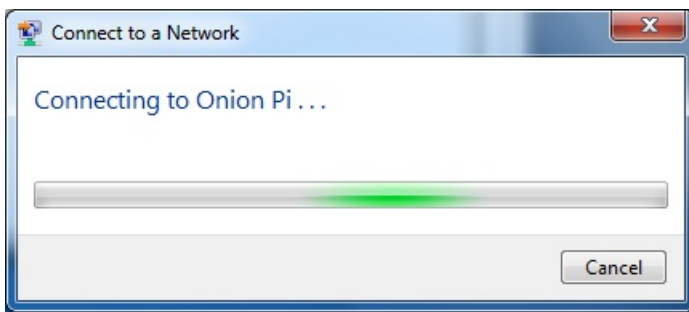 Connect to a Network
Connecting to Onion Pi . . .
Cancel